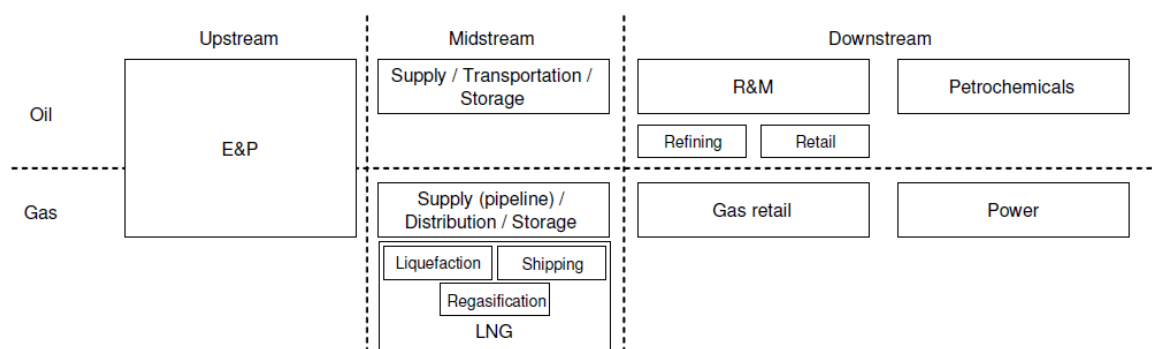 Upstream
Midstream
Downstream
Oil
E&P
Supply / Transportation /
Storage
R&M
Petrochemicals
Refining
Retail
Gas
Supply (pipeline) /
Distribution / Storage
Gas retail
Power
Liquefaction
Shipping
Regasification
LNG